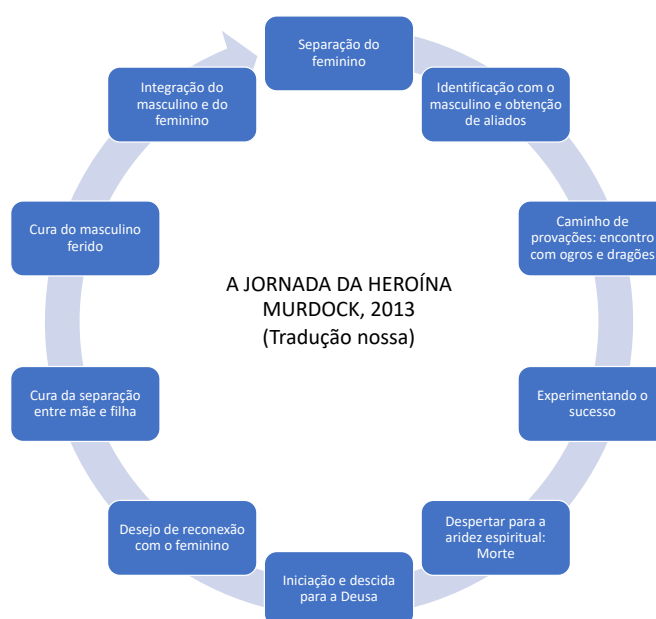 Separação do
feminino
Identificação com o
masculino e obtenção
de aliados
Caminho de
provações: encontro
com ogros e dragões
Experimentando o
sucesso
Despertar para a
aridez espiritual:
Morte
Iniciação e descida
para a Deusa
Desejo de reconexão
com o feminino
Cura da separação
entre mãe e filha
Cura do masculino
ferido
Integração do
masculino e do
feminino
A JORNADA DA HEROÍNA
MURDOCK, 2013
(Tradução nossa)